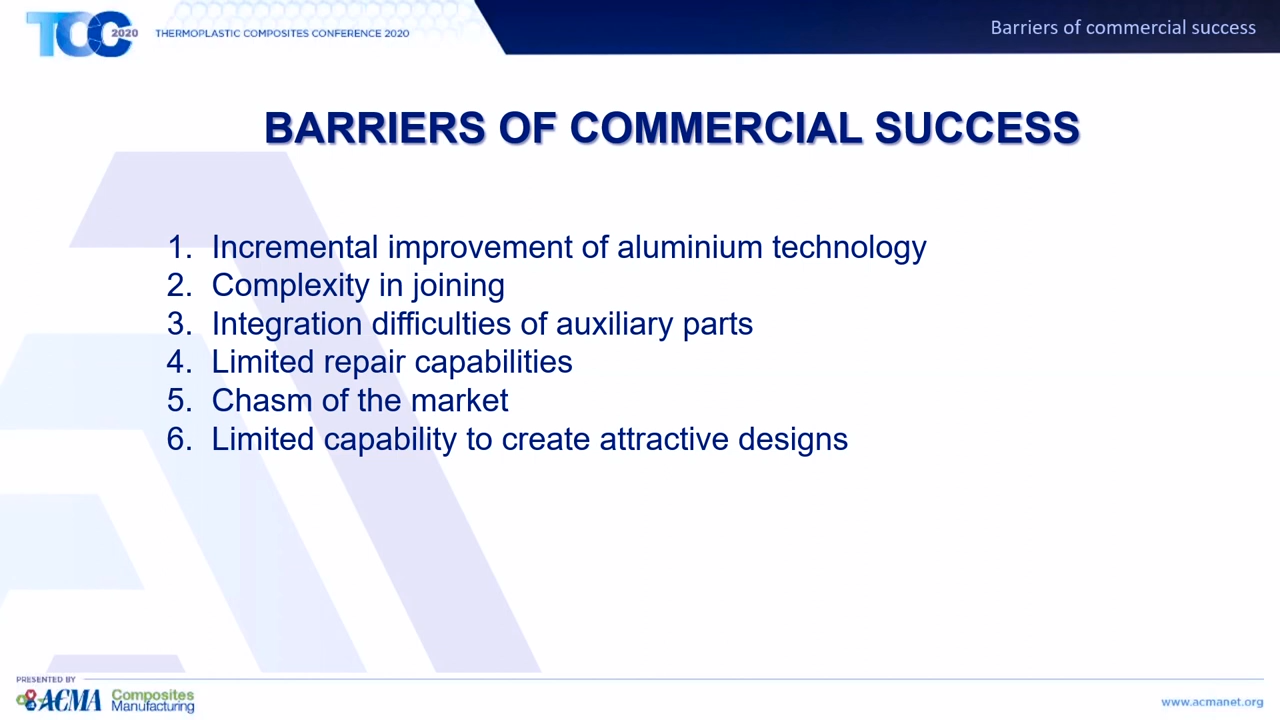 TCC 2020
THERMOPLASTIC COMPOSITES CONFERENCE 2020
Barriers of commercial success
BARRIERS OF COMMERCIAL SUCCESS
1. Incremental improvement of aluminium technology
2. Complexity in joining
3. Integration difficulties of auxiliary parts
4. Limited repair capabilities
5. Chasm of the market
6. Limited capability to create attractive designs
PRESENTED BY
ACMA Composites
Manufacturing
www.acmanet.org